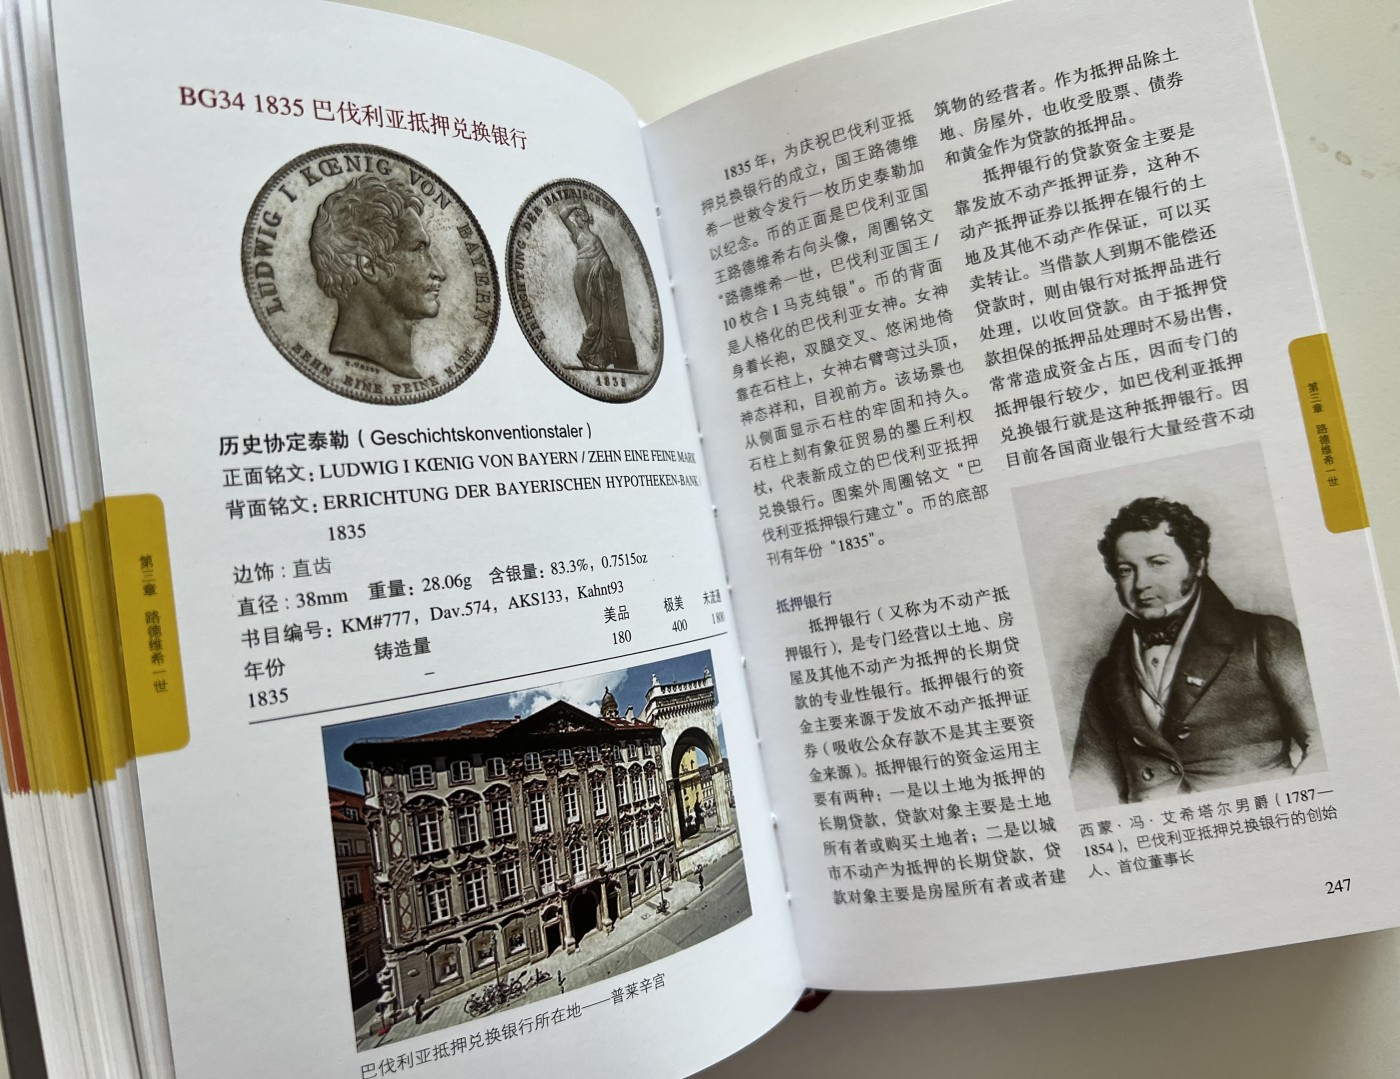 BG34 1835 巴伐利亚抵押兑换银行
LUDWIG I KŒNIG VON BAYERN
ZEHN EINE FEINE MARK
ERRICHTUNG DER BAYERISCHEN
1835
历史协定泰勒（Geschichtskonventionstaler）
正面铭文：LUDWIG I KŒNIG VON BAYERN / ZEHN EINE FEINE MARK
背面铭文：ERRICHTUNG DER BAYERISCHEN HYPOTHEKEN-BANK /
1835
边饰：直齿
直径：38mm 重量：28.06g 含银量：83.3%，0.7515oz
书目编号：KM#777，Dav.574，AKS133，Kahnt93
年份 铸造量 美品 极美 未流通
1835 – 180 400 1800
巴伐利亚抵押兑换银行所在地——普莱辛宫
第三章 路德维希一世
1835 年，为庆祝巴伐利亚抵
押兑换银行的成立，国王路德维
希一世敕令发行一枚历史泰勒加
以纪念。币的正面是巴伐利亚国
王路德维希右向头像，周圈铭文
“路德维希一世，巴伐利亚国王 /
10 枚合 1 马克纯银”。币的背面
是人格化的巴伐利亚女神。女神
身着长袍，双腿交叉、悠闲地倚
靠在石柱上，女神右臂弯过头顶，
神态祥和，目视前方。该场景也
从侧面显示石柱的牢固和持久。
石柱上刻有象征贸易的墨丘利权
杖，代表新成立的巴伐利亚抵押
兑换银行。图案外周圈铭文“巴
伐利亚抵押银行建立”。币的底部
刊有年份“1835”。
抵押银行
抵押银行（又称为不动产抵
押银行），是专门经营以土地、房
屋及其他不动产为抵押的长期贷
款的专业性银行。抵押银行的资
金主要来源于发放不动产抵押证
券（吸收公众存款不是其主要资
金来源）。抵押银行的资金运用主
要有两种：一是以土地为抵押的
长期贷款，贷款对象主要是土地
所有者或购买土地者；二是以城
市不动产为抵押的长期贷款，贷
款对象主要是房屋所有者或者建
筑物的经营者。作为抵押品除土
地、房屋外，也收受股票、债券
和黄金作为贷款的抵押品。
抵押银行的贷款资金主要是
靠发放不动产抵押证券，这种不
动产抵押证券以抵押在银行的土
地及其他不动产作保证，可以买
卖转让。当借款人到期不能偿还
贷款时，则由银行对抵押品进行
处理，以收回贷款。由于抵押贷
款担保的抵押品处理时不易出售，
常常造成资金占压，因而专门的
抵押银行较少，如巴伐利亚抵押
兑换银行就是这种抵押银行。因
目前各国商业银行大量经营不动
西蒙·冯·艾希塔尔男爵（1787—
1854），巴伐利亚抵押兑换银行的创始
人、首位董事长
第三章 路德维希一世
247